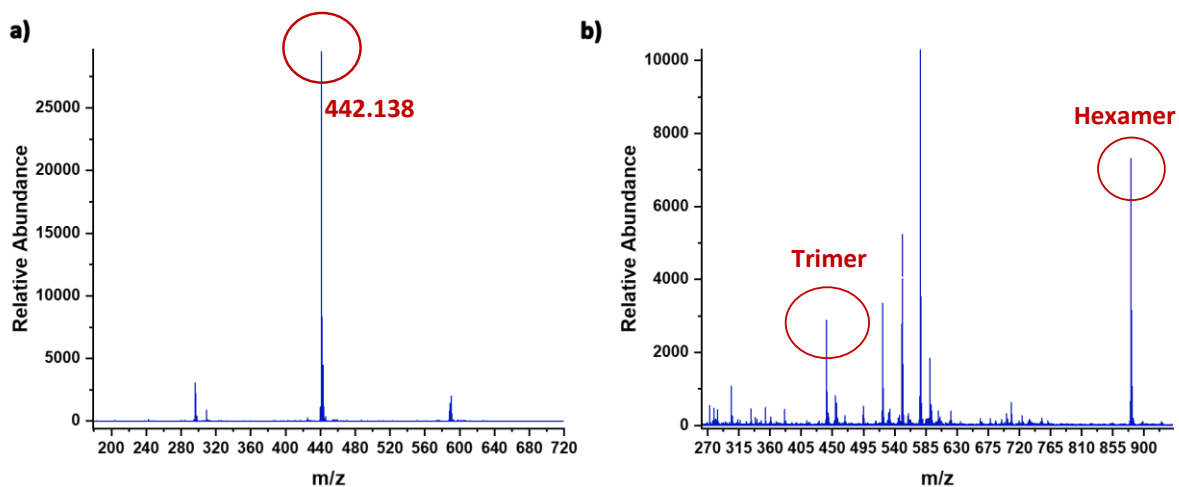 a)
442.138
Relative Abundance
25000
20000
15000
10000
5000
0
200 240 280 320 360 400 440 480 520 560 600 640 680 720
m/z
b)
Trimer
Hexamer
Relative Abundance
10000
8000
6000
4000
2000
0
270 315 360 405 450 495 540 585 630 675 720 765 810 855 900
m/z